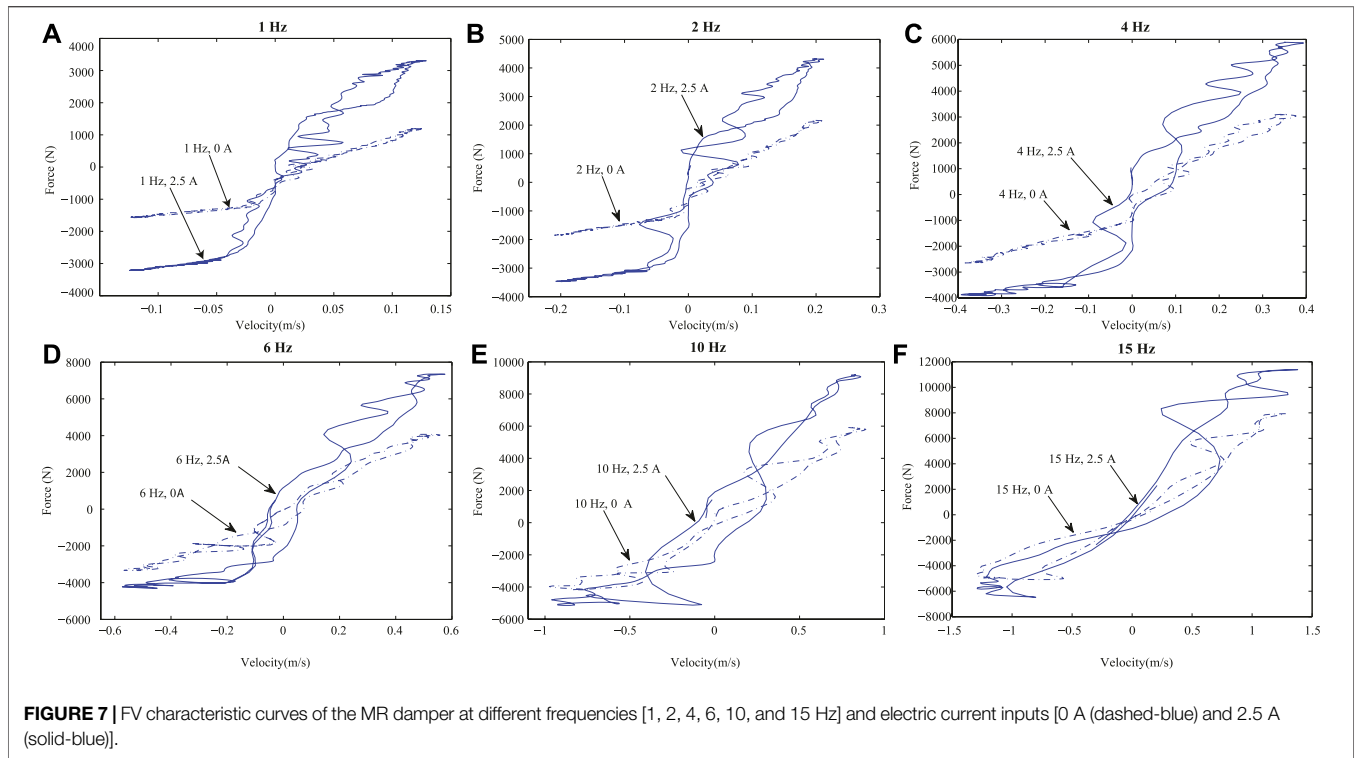 A
1 Hz
4000
3000
2000
1000
0
−1000
−2000
−3000
−4000
Force (N)
1 Hz, 0 A
1 Hz, 2.5 A
−0.1
−0.05
0
0.05
0.1
0.15
Velocity(m/s)
B
2 Hz
5000
4000
3000
2000
1000
0
−1000
−2000
−3000
−4000
Force (N)
2 Hz, 2.5 A
2 Hz, 0 A
−0.2
−0.1
0
0.1
0.2
0.3
Velocity(m/s)
C
4 Hz
6000
5000
4000
3000
2000
1000
0
−1000
−2000
−3000
−4000
Force (N)
4 Hz, 2.5 A
4 Hz, 0 A
−0.4
−0.3
−0.2
−0.1
0
0.1
0.2
0.3
0.4
Velocity(m/s)
D
6 Hz
8000
6000
4000
2000
0
−2000
−4000
−6000
Force (N)
6 Hz, 2.5A
6 Hz, 0A
−0.6
−0.4
−0.2
0
0.2
0.4
0.6
Velocity(m/s)
E
10 Hz
10000
8000
6000
4000
2000
0
−2000
−4000
−6000
Force (N)
10 Hz, 2.5 A
10 Hz, 0 A
−1
−0.5
0
0.5
1
Velocity(m/s)
F
15 Hz
12000
10000
8000
6000
4000
2000
0
−2000
−4000
−6000
−8000
Force (N)
15 Hz, 2.5 A
15 Hz, 0 A
−1.5
−1
−0.5
0
0.5
1
1.5
Velocity(m/s)
FIGURE 7 | FV characteristic curves of the MR damper at different frequencies [1, 2, 4, 6, 10, and 15 Hz] and electric current inputs [0 A (dashed-blue) and 2.5 A
(solid-blue)].